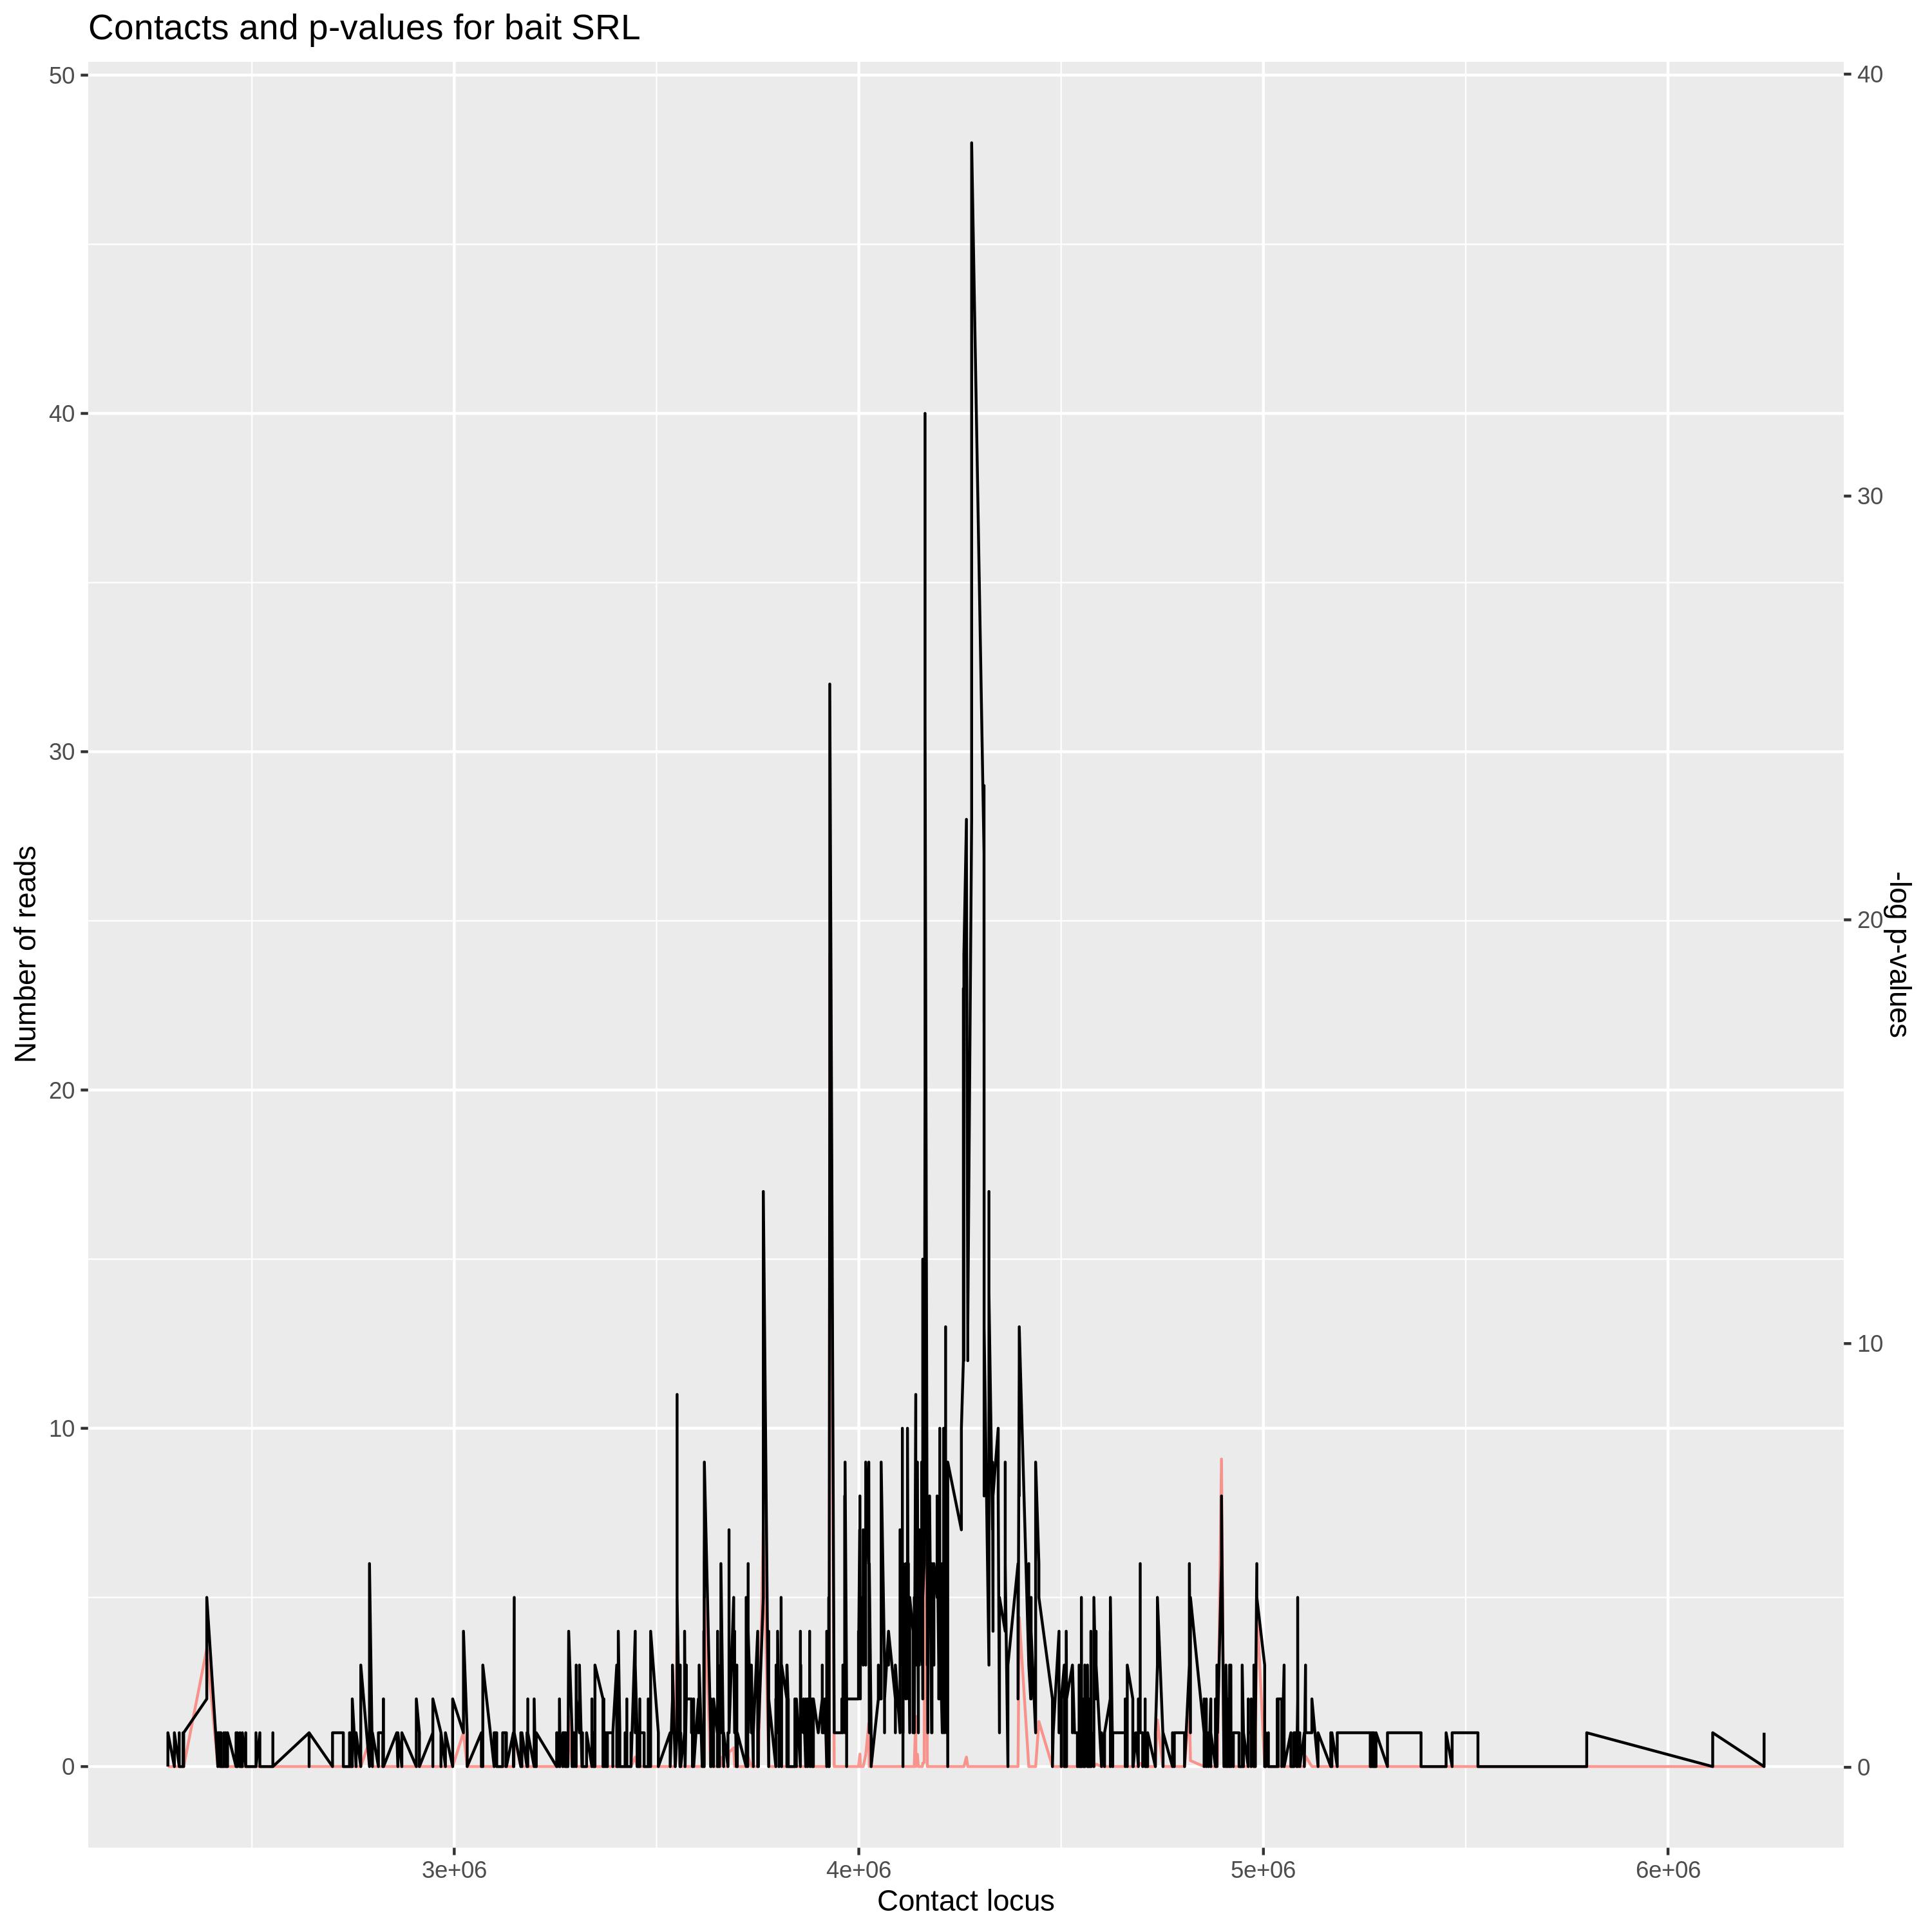 Contacts and p-values for bait SRL
50
40
30
20
10
0
Number of reads
40
30
20
10
0
-log p-values
3e+06
4e+06
5e+06
6e+06
Contact locus